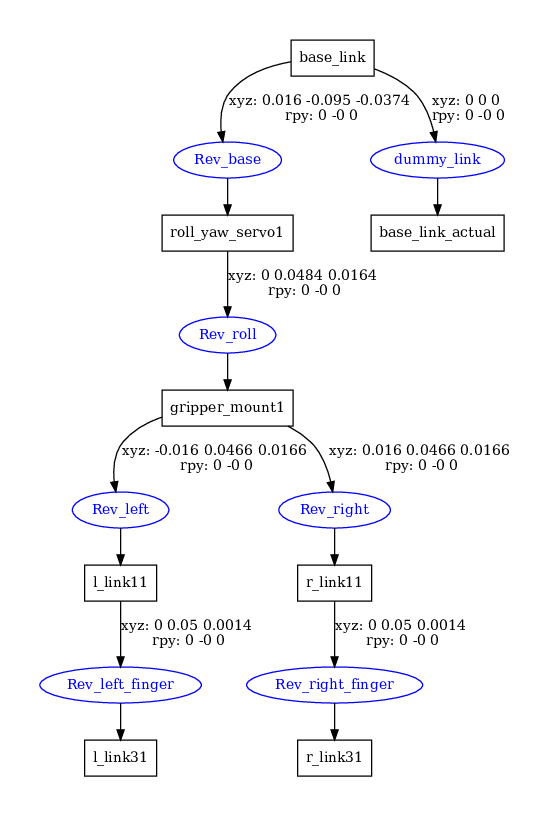 base_link
xyz: 0.016 -0.095 -0.0374
rpy: 0 -0 0
xyz: 0 0 0
rpy: 0 -0 0
Rev_base
dummy_link
roll_yaw_servo1
base_link_actual
xyz: 0 0.0484 0.0164
rpy: 0 -0 0
Rev_roll
gripper_mount1
xyz: -0.016 0.0466 0.0166
rpy: 0 -0 0
xyz: 0.016 0.0466 0.0166
rpy: 0 -0 0
Rev_left
Rev_right
l_link11
r_link11
xyz: 0 0.05 0.0014
rpy: 0 -0 0
xyz: 0 0.05 0.0014
rpy: 0 -0 0
Rev_left_finger
Rev_right_finger
l_link31
r_link31